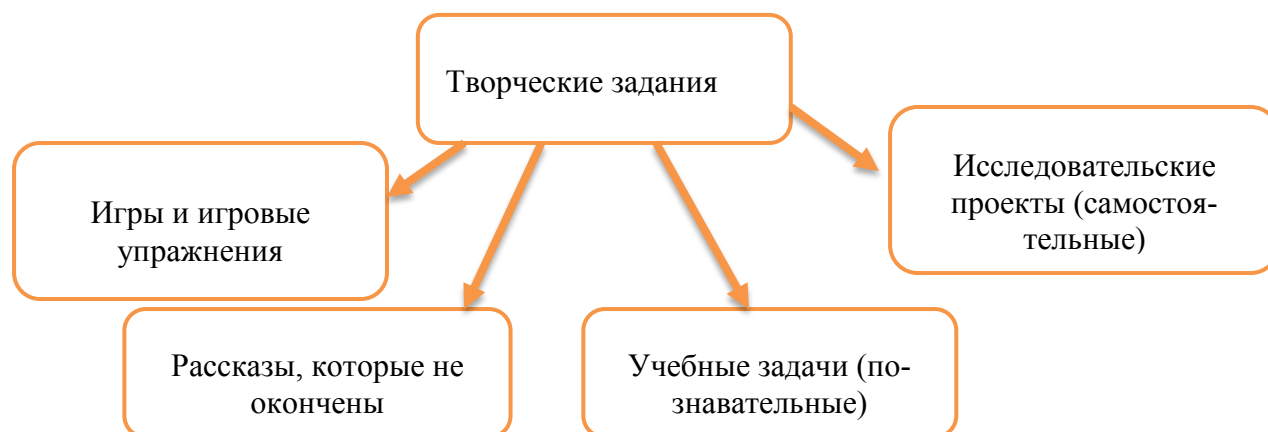 Творческие задания
Исследовательские
проекты (самостоя-
тельные)
Игры и игровые
упражнения
Рассказы, которые не
окончены
Учебные задачи (по-
знавательные)